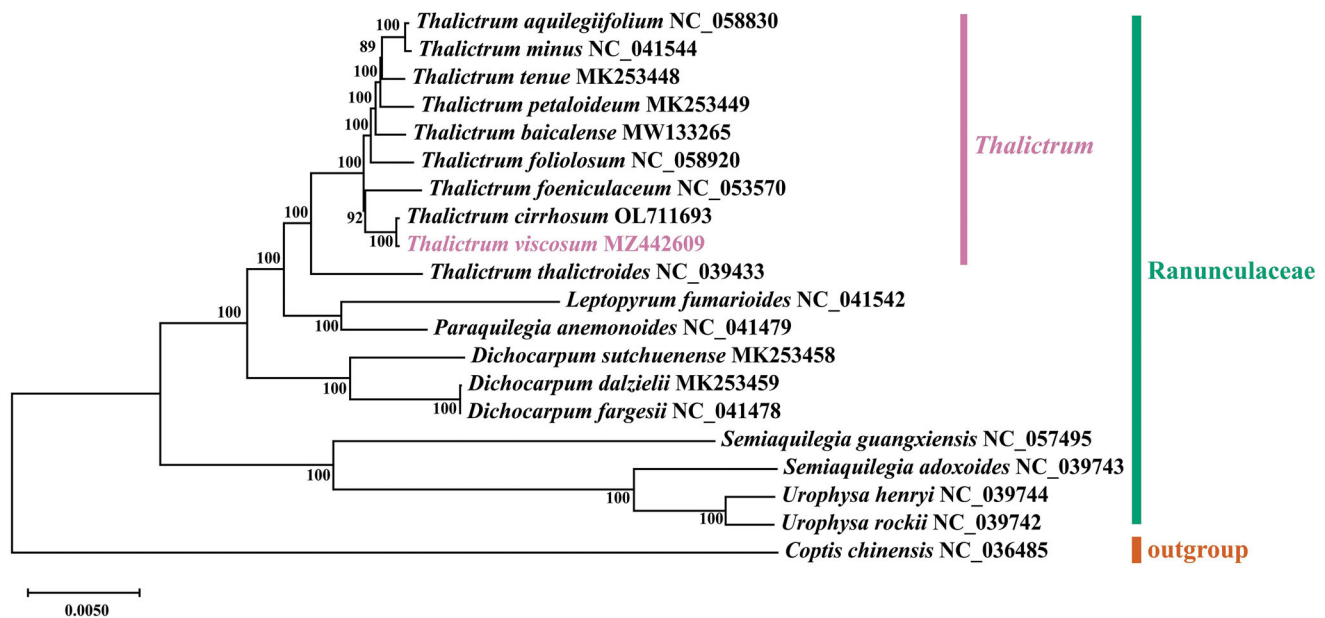 Thalictrum aquilegiifolium NC_058830
Thalictrum minus NC_041544
Thalictrum tenue MK253448
Thalictrum petaloideum MK253449
Thalictrum baicalense MW133265
Thalictrum foliolosum NC_058920
Thalictrum foeniculaceum NC_053570
Thalictrum cirrhosum OL711693
Thalictrum viscosum MZ442609
Thalictrum thalictroides NC_039433
Leptopyrum fumarioides NC_041542
Paraquilegia anemonoides NC_041479
Dichocarpum sutchuenense MK253458
Dichocarpum dalzielii MK253459
Dichocarpum fargesii NC_041478
Semiaquilegia guangxiensis NC_057495
Semiaquilegia adoxoides NC_039743
Urophysa henryi NC_039744
Urophysa rockii NC_039742
Coptis chinensis NC_036485
100
89
100
100
100
100
92
100
100
100
100
100
100
100
100
100
100
Thalictrum
Ranunculaceae
outgroup
0.0050